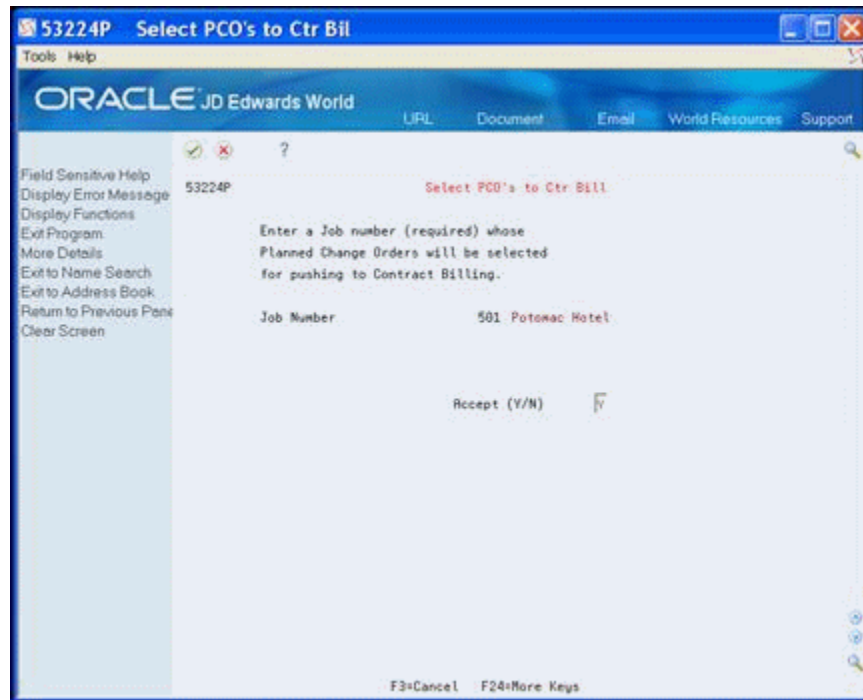 53224P Select PCO's to Ctr Bil
Tools Help
ORACLE JD Edwards World
URL Document Email World Resources Support
?
Field Sensitive Help
Display Error Message
Display Functions
Exit Program
More Details
Exit to Name Search
Exit to Address Book
Return to Previous Pane
Clear Screen
53224P Select PCO's to Ctr Bill
Enter a Job number (required) whose
Planned Change Orders will be selected
for pushing to Contract Billing.
Job Number 501 Potomac Hotel
Accept (Y/N) Y
F3=Cancel F24=More Keys